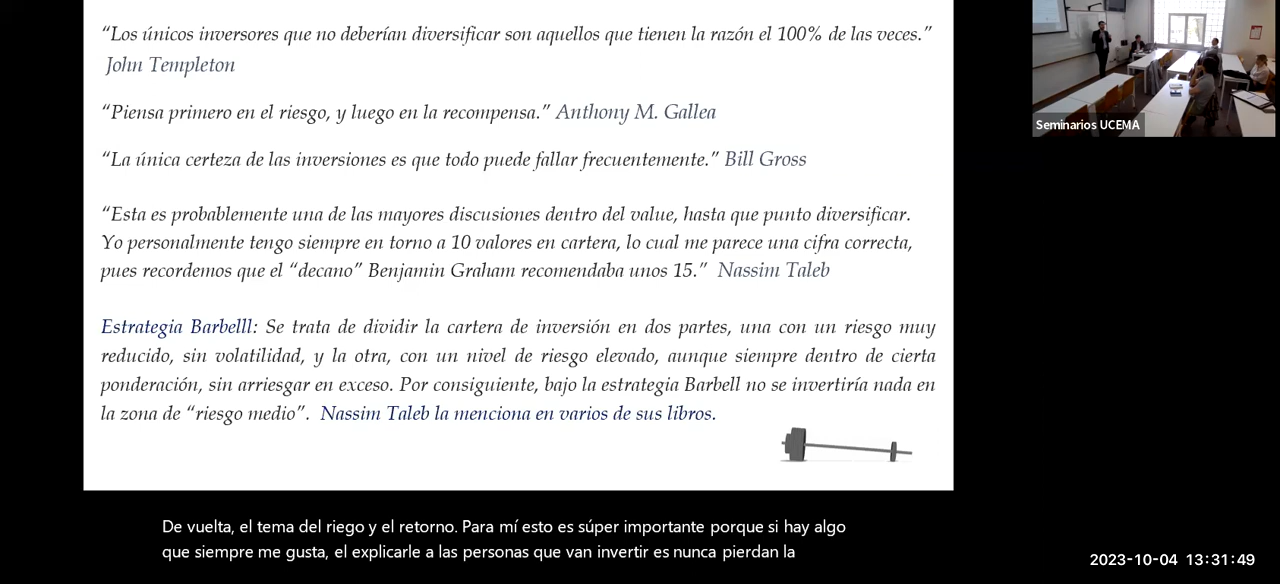 “Los únicos inversores que no deberían diversificar son aquellos que tienen la razón el 100% de las veces.”
John Templeton
“Piensa primero en el riesgo, y luego en la recompensa.” Anthony M. Gallea
“La única certeza de las inversiones es que todo puede fallar frecuentemente.” Bill Gross
“Esta es probablemente una de las mayores discusiones dentro del value, hasta que punto diversificar.
Yo personalmente tengo siempre en torno a 10 valores en cartera, lo cual me parece una cifra correcta,
pues recordemos que el “decano” Benjamin Graham recomendaba unos 15.” Nassim Taleb
Estrategia Barbelll: Se trata de dividir la cartera de inversión en dos partes, una con un riesgo muy
reducido, sin volatilidad, y la otra, con un nivel de riesgo elevado, aunque siempre dentro de cierta
ponderación, sin arriesgar en exceso. Por consiguiente, bajo la estrategia Barbell no se invertiría nada en
la zona de “riesgo medio”. Nassim Taleb la menciona en varios de sus libros.
Seminarios UCEMA
De vuelta, el tema del riego y el retorno. Para mí esto es súper importante porque si hay algo
que siempre me gusta, el explicarle a las personas que van invertir es nunca pierdan la
2023-10-04 13:31:49